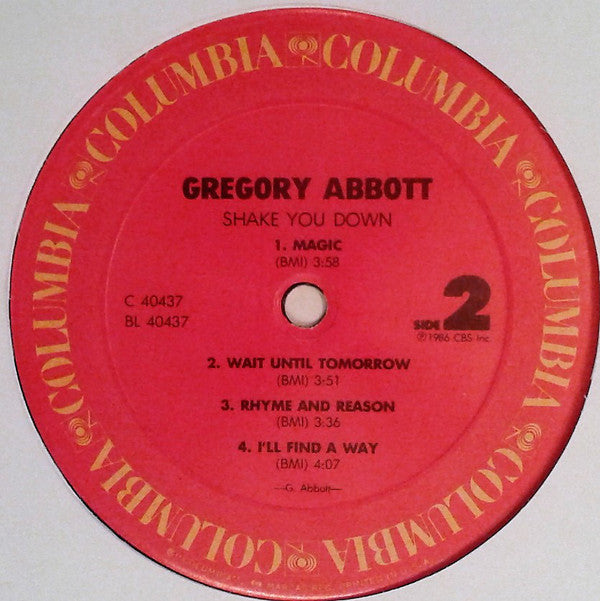 COLUMBIA COLUMBIA COLUMBIA COLUMBIA COLUMBIA COLUMBIA COLUMBIA COLUMBIA
GREGORY ABBOTT
SHAKE YOU DOWN
1. MAGIC
(BMI) 3:58
C 40437
BL 40437
SIDE 2
℗1986 CBS Inc.
2. WAIT UNTIL TOMORROW
(BMI) 3:51
3. RHYME AND REASON
(BMI) 3:36
4. I'LL FIND A WAY
(BMI) 4:07
—G. Abbott—